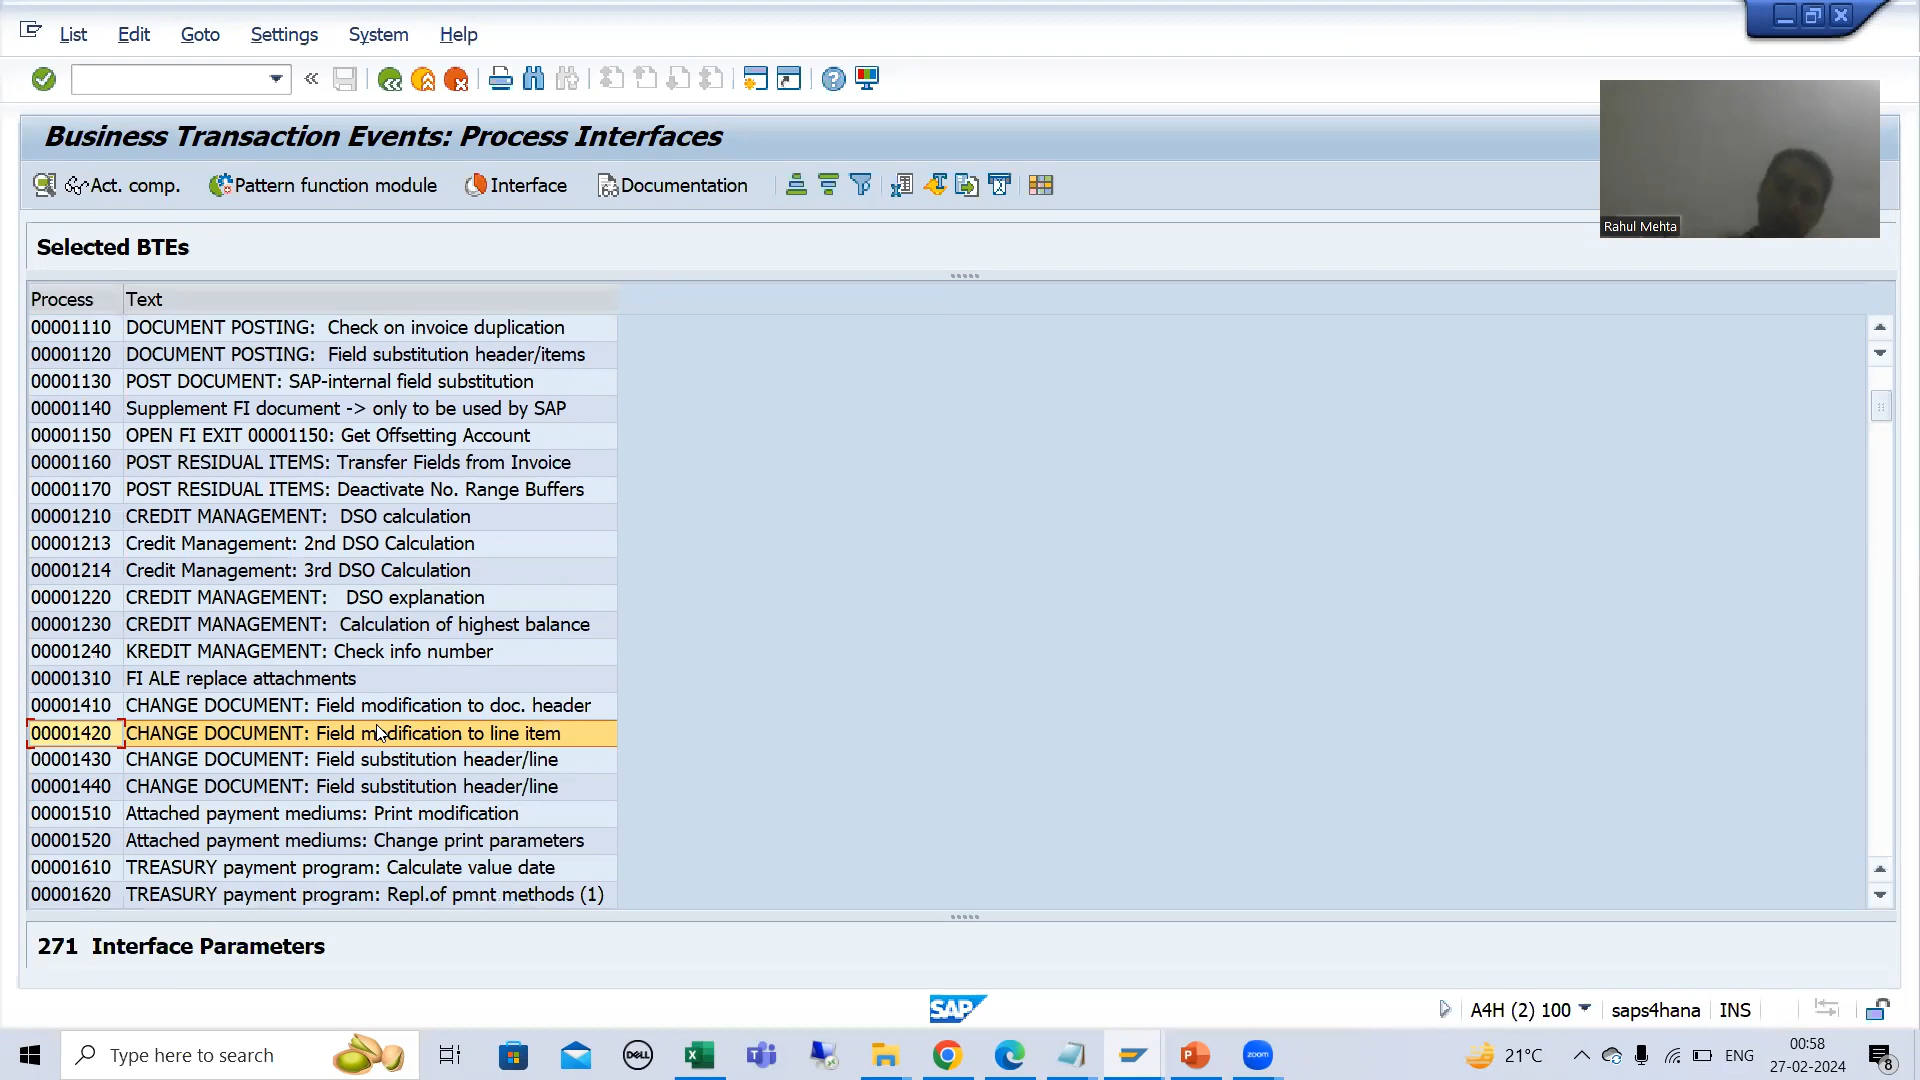 List Edit Goto Settings System Help
Business Transaction Events: Process Interfaces
Act. comp. Pattern function module Interface Documentation
Rahul Mehta
Selected BTEs
Process Text
00001110 DOCUMENT POSTING: Check on invoice duplication
00001120 DOCUMENT POSTING: Field substitution header/items
00001130 POST DOCUMENT: SAP-internal field substitution
00001140 Supplement FI document -> only to be used by SAP
00001150 OPEN FI EXIT 00001150: Get Offsetting Account
00001160 POST RESIDUAL ITEMS: Transfer Fields from Invoice
00001170 POST RESIDUAL ITEMS: Deactivate No. Range Buffers
00001210 CREDIT MANAGEMENT: DSO calculation
00001213 Credit Management: 2nd DSO Calculation
00001214 Credit Management: 3rd DSO Calculation
00001220 CREDIT MANAGEMENT: DSO explanation
00001230 CREDIT MANAGEMENT: Calculation of highest balance
00001240 KREDIT MANAGEMENT: Check info number
00001310 FI ALE replace attachments
00001410 CHANGE DOCUMENT: Field modification to doc. header
00001420 CHANGE DOCUMENT: Field modification to line item
00001430 CHANGE DOCUMENT: Field substitution header/line
00001440 CHANGE DOCUMENT: Field substitution header/line
00001510 Attached payment mediums: Print modification
00001520 Attached payment mediums: Change print parameters
00001610 TREASURY payment program: Calculate value date
00001620 TREASURY payment program: Repl.of pmnt methods (1)
271 Interface Parameters
SAP
A4H (2) 100 saps4hana INS
Type here to search
DELL
zoom
21°C
ENG
00:58
27-02-2024
8